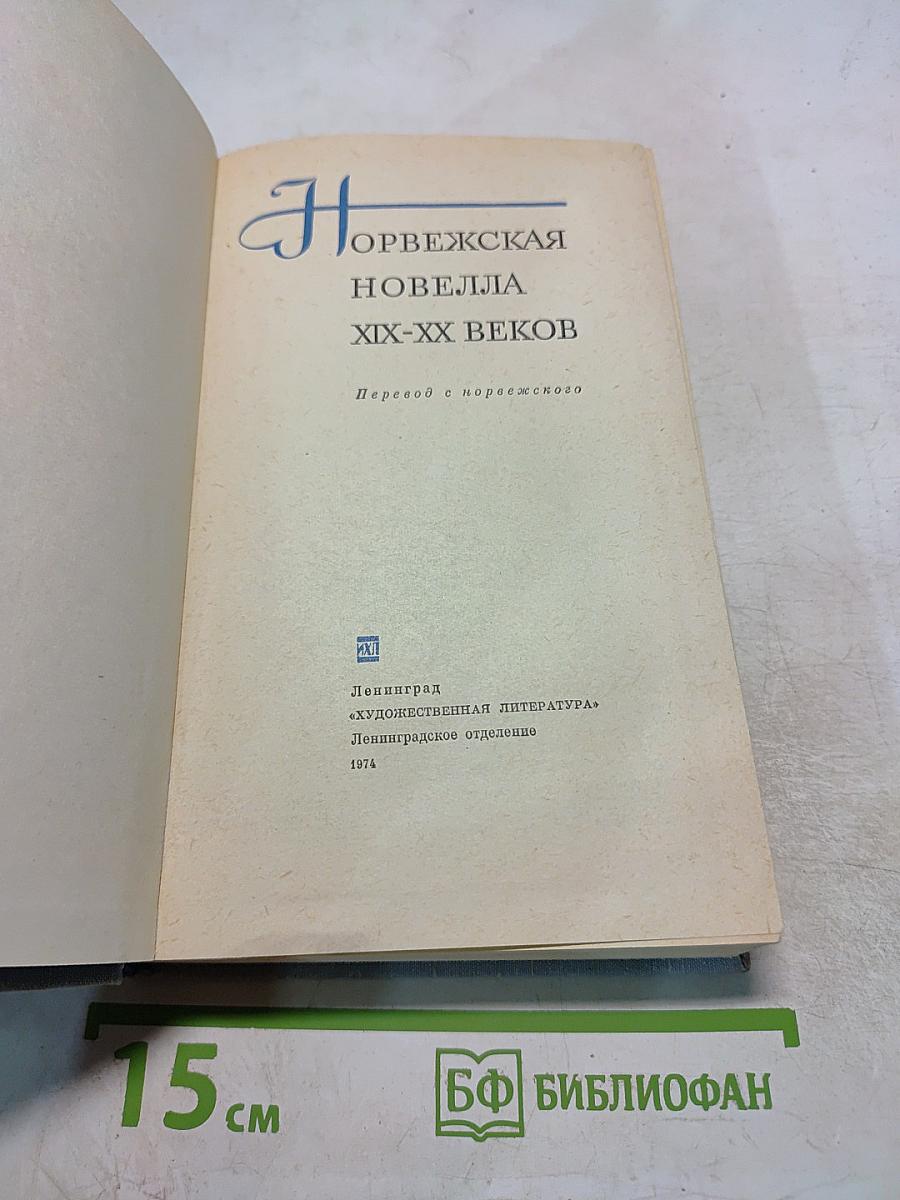 НОРВЕЖСКАЯ
НОВЕЛЛА
XIX-XX ВЕКОВ
Перевод с норвежского
ИХЛ
Ленинград
«ХУДОЖЕСТВЕННАЯ ЛИТЕРАТУРА»
Ленинградское отделение
1974
15 см
БФ БИБЛИОФАН